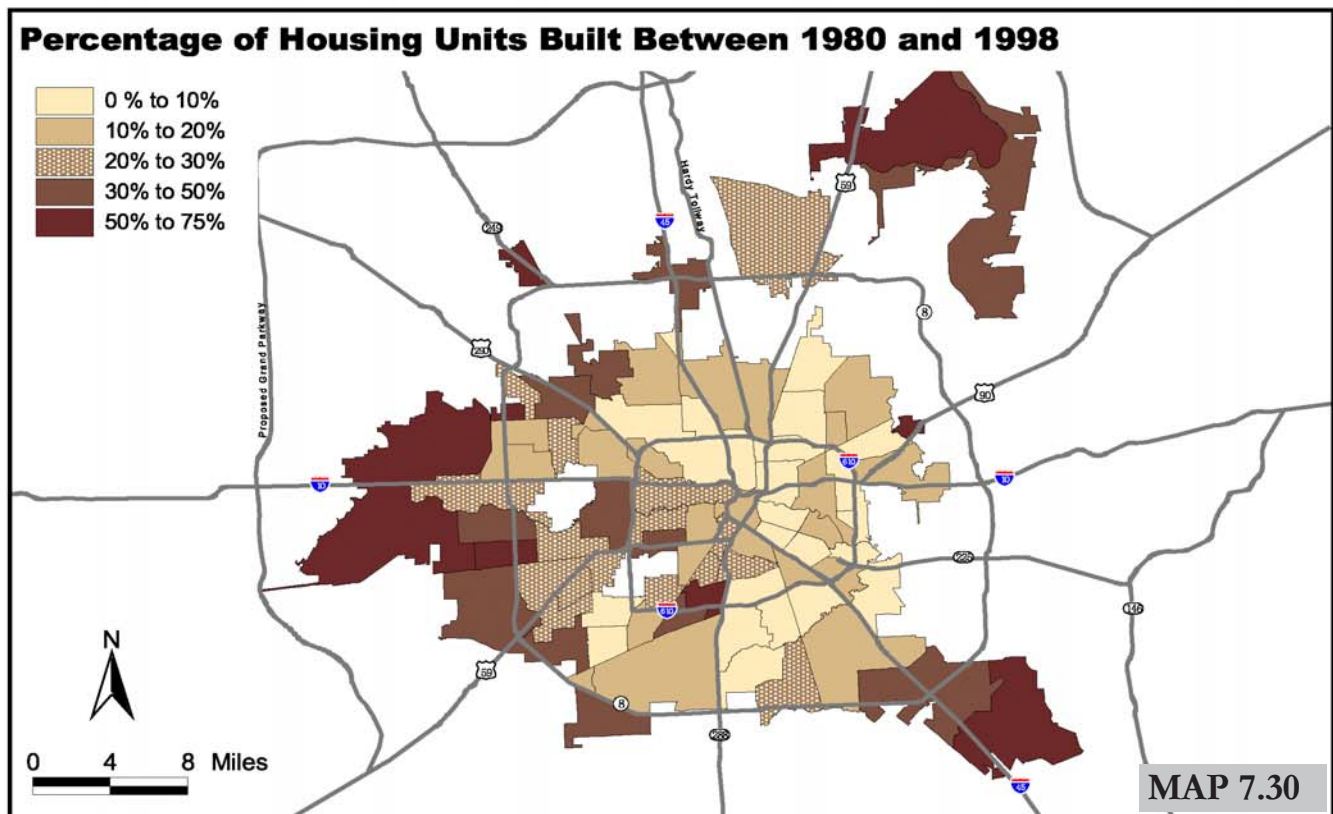 Percentage of Housing Units Built Between 1980 and 1998
0 % to 10%
10% to 20%
20% to 30%
30% to 50%
50% to 75%
Hardy Tollway
59
45
249
8
290
90
Proposed Grand Parkway
610
10
10
225
146
610
N
59
8
288
0 4 8 Miles
45
MAP 7.30